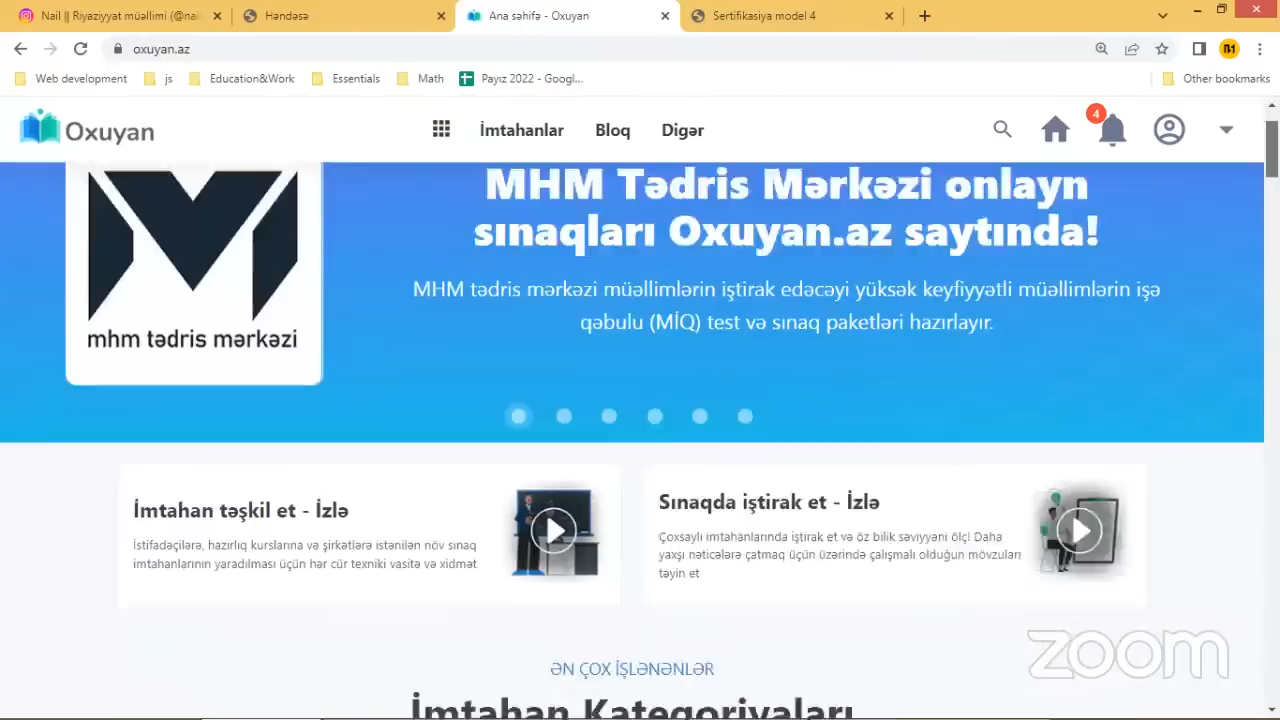 Nail || Riyaziyyat müəllimi (@nai
Həndəsə
Ana səhifə - Oxuyan
Sertifikasiya model 4
oxuyan.az
Web development
js
Education&Work
Essentials
Math
Payız 2022 - Googl...
Other bookmarks
Oxuyan
İmtahanlar
Bloq
Digər
4
MHM Tədris Mərkəzi onlayn
sınaqları Oxuyan.az saytında!
MHM tədris mərkəzi müəllimlərin iştirak edəcəyi yüksək keyfiyyətli müəllimlərin işə
qəbulu (MİQ) test və sınaq paketləri hazırlayır.
mhm tədris mərkəzi
İmtahan təşkil et - İzlə
İstifadəçilərə, hazırlıq kurslarına və şirkətlərə istənilən növ sınaq
imtahanlarının yaradılması üçün hər cür texniki vasitə və xidmət
Sınaqda iştirak et - İzlə
Çoxsaylı imtahanlarında iştirak et və öz bilik səviyyəni ölç! Daha
yaxşı nəticələrə çatmaq üçün üzərində çalışmalı olduğun mövzuları
təyin et
zoom
ƏN ÇOX İŞLƏNƏNLƏR
İmtahan Kateqoriyaları